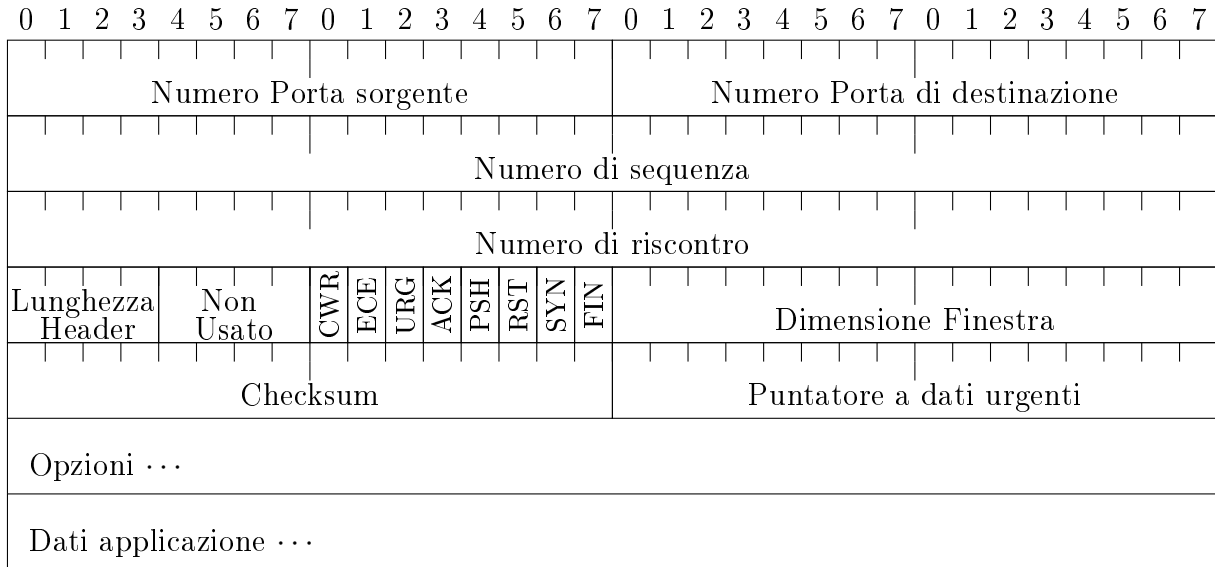 0 1 2 3 4 5 6 7 0 1 2 3 4 5 6 7 0 1 2 3 4 5 6 7 0 1 2 3 4 5 6 7
Numero Porta sorgente Numero Porta di destinazione
Numero di sequenza
Numero di riscontro
Lunghezza Header Non Usato CWR ECE URG ACK PSH RST SYN FIN Dimensione Finestra
Checksum Puntatore a dati urgenti
Opzioni ···
Dati applicazione ···